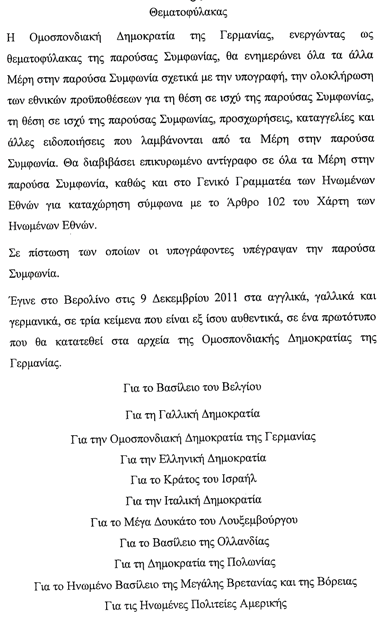 Θεματοφύλακας
Η Ομοσπονδιακή Δημοκρατία της Γερμανίας, ενεργώντας ως
θεματοφύλακας της παρούσας Συμφωνίας, θα ενημερώνει όλα τα άλλα
Μέρη στην παρούσα Συμφωνία σχετικά με την υπογραφή, την ολοκλήρωση
των εθνικών προϋποθέσεων για τη θέση σε ισχύ της παρούσας Συμφωνίας,
τη θέση σε ισχύ της παρούσας Συμφωνίας, προσχωρήσεις, καταγγελίες και
άλλες ειδοποιήσεις που λαμβάνονται από τα Μέρη στην παρούσα
Συμφωνία. Θα διαβιβάσει επικυρωμένο αντίγραφο σε όλα τα Μέρη στην
παρούσα Συμφωνία, καθώς και στο Γενικό Γραμματέα των Ηνωμένων
Εθνών για καταχώρηση σύμφωνα με το Άρθρο 102 του Χάρτη των
Ηνωμένων Εθνών.
Σε πίστωση των οποίων οι υπογράφοντες υπέγραψαν την παρούσα
Συμφωνία.
Έγινε στο Βερολίνο στις 9 Δεκεμβρίου 2011 στα αγγλικά, γαλλικά και
γερμανικά, σε τρία κείμενα που είναι εξ ίσου αυθεντικά, σε ένα πρωτότυπο
που θα κατατεθεί στα αρχεία της Ομοσπονδιακής Δημοκρατίας της
Γερμανίας.
Για το Βασίλειο του Βελγίου
Για τη Γαλλική Δημοκρατία
Για την Ομοσπονδιακή Δημοκρατία της Γερμανίας
Για την Ελληνική Δημοκρατία
Για το Κράτος του Ισραήλ
Για την Ιταλική Δημοκρατία
Για το Μέγα Δουκάτο του Λουξεμβούργου
Για το Βασίλειο της Ολλανδίας
Για τη Δημοκρατία της Πολωνίας
Για το Ηνωμένο Βασίλειο της Μεγάλης Βρετανίας και της Βόρειας
Για τις Ηνωμένες Πολιτείες Αμερικής